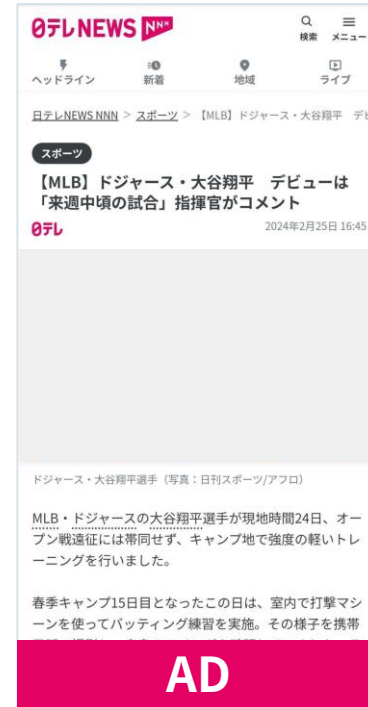 日テレNEWS NNN
検索 メニュー
ヘッドライン 新着 地域 ライブ
日テレNEWS NNN > スポーツ > 【MLB】ドジャース・大谷翔平 デ
スポーツ
【MLB】ドジャース・大谷翔平 デビューは
「来週中頃の試合」指揮官がコメント
日テレ 2024年2月25日 16:45
ドジャース・大谷翔平選手（写真：日刊スポーツ/アフロ）
MLB・ドジャースの大谷翔平選手が現地時間24日、オー
プン戦遠征には帯同せず、キャンプ地で強度の軽いトレ
ーニングを行いました。
春季キャンプ15日目となったこの日は、室内で打撃マシ
ーンを使ってバッティング練習を実施。その様子を携帯
AD